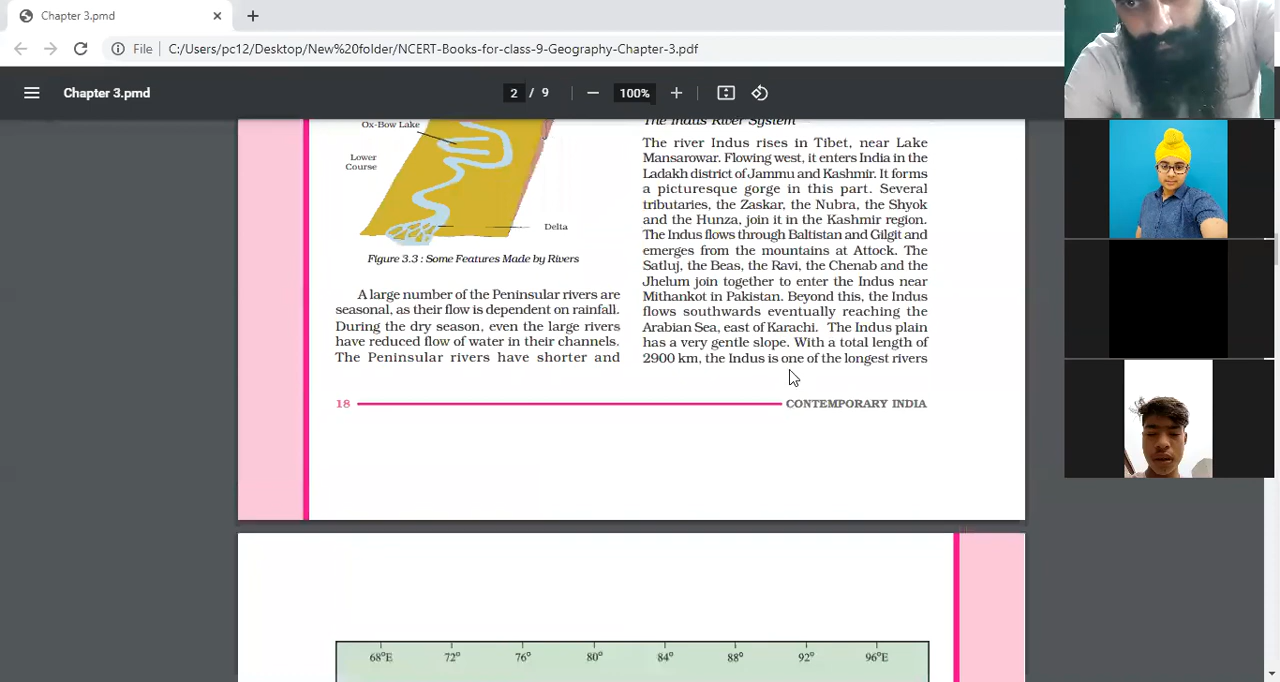 Chapter 3.pmd
File
C:/Users/pc12/Desktop/New%20folder/NCERT-Books-for-class-9-Geography-Chapter-3.pdf
Chapter 3.pmd
2 / 9
100%
Ox-Bow Lake
Lower
Course
Delta
Figure 3.3 : Some Features Made by Rivers
A large number of the Peninsular rivers are
seasonal, as their flow is dependent on rainfall.
During the dry season, even the large rivers
have reduced flow of water in their channels.
The Peninsular rivers have shorter and
The Indus River System
The river Indus rises in Tibet, near Lake
Mansarowar. Flowing west, it enters India in the
Ladakh district of Jammu and Kashmir. It forms
a picturesque gorge in this part. Several
tributaries, the Zaskar, the Nubra, the Shyok
and the Hunza, join it in the Kashmir region.
The Indus flows through Baltistan and Gilgit and
emerges from the mountains at Attock. The
Satluj, the Beas, the Ravi, the Chenab and the
Jhelum join together to enter the Indus near
Mithankot in Pakistan. Beyond this, the Indus
flows southwards eventually reaching the
Arabian Sea, east of Karachi. The Indus plain
has a very gentle slope. With a total length of
2900 km, the Indus is one of the longest rivers
18
CONTEMPORARY INDIA
68°E 72° 76° 80° 84° 88° 92° 96°E